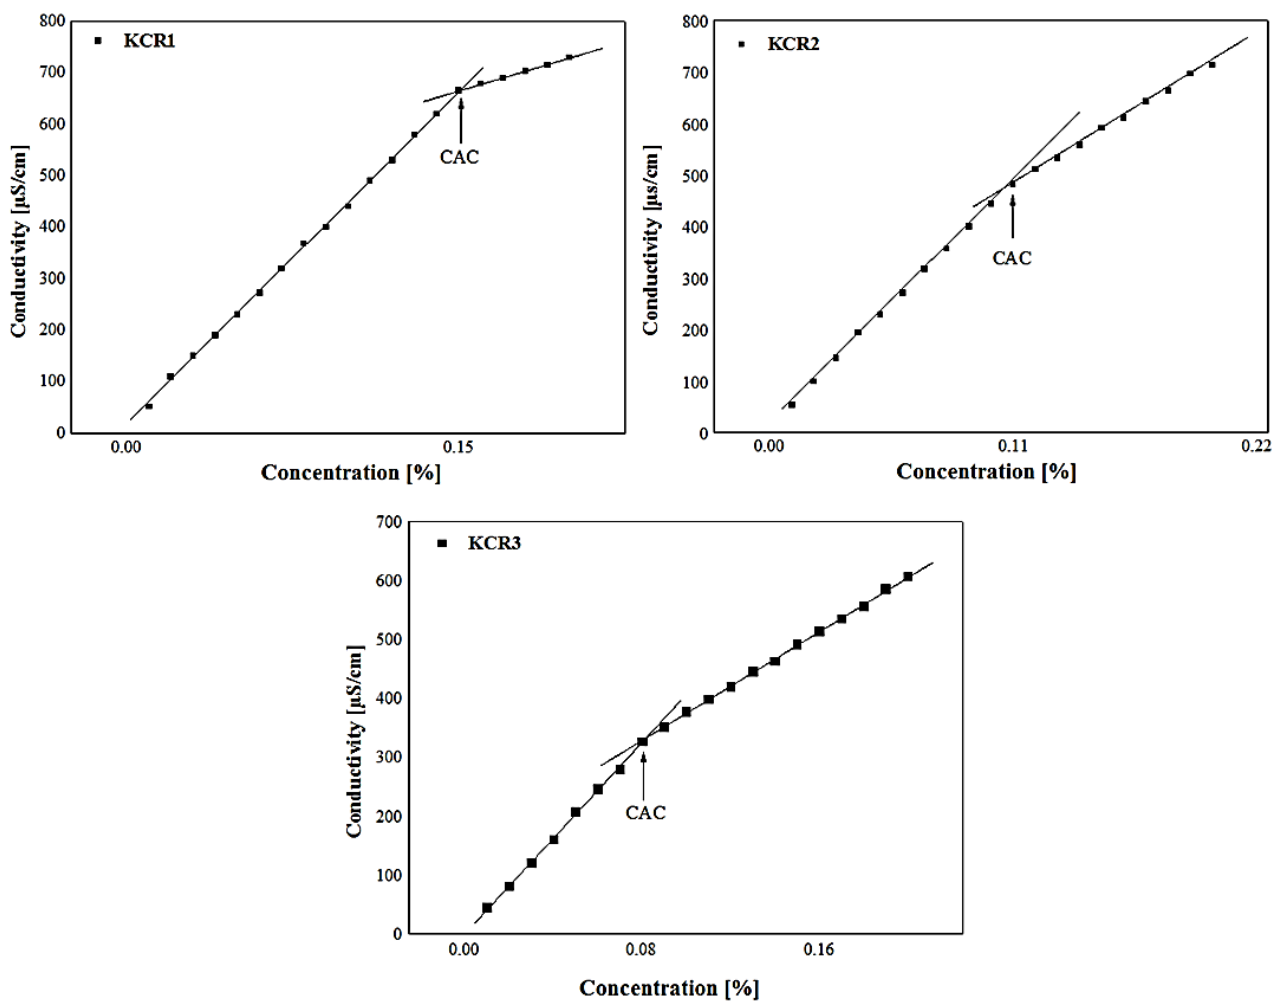 KCR1
800
700
600
500
400
300
200
100
0
Conductivity [µS/cm]
CAC
0.00 0.15
Concentration [%]
KCR2
800
700
600
500
400
300
200
100
0
Conductivity [µs/cm]
CAC
0.00 0.11 0.22
Concentration [%]
KCR3
700
600
500
400
300
200
100
0
Conductivity [µS/cm]
CAC
0.00 0.08 0.16
Concentration [%]